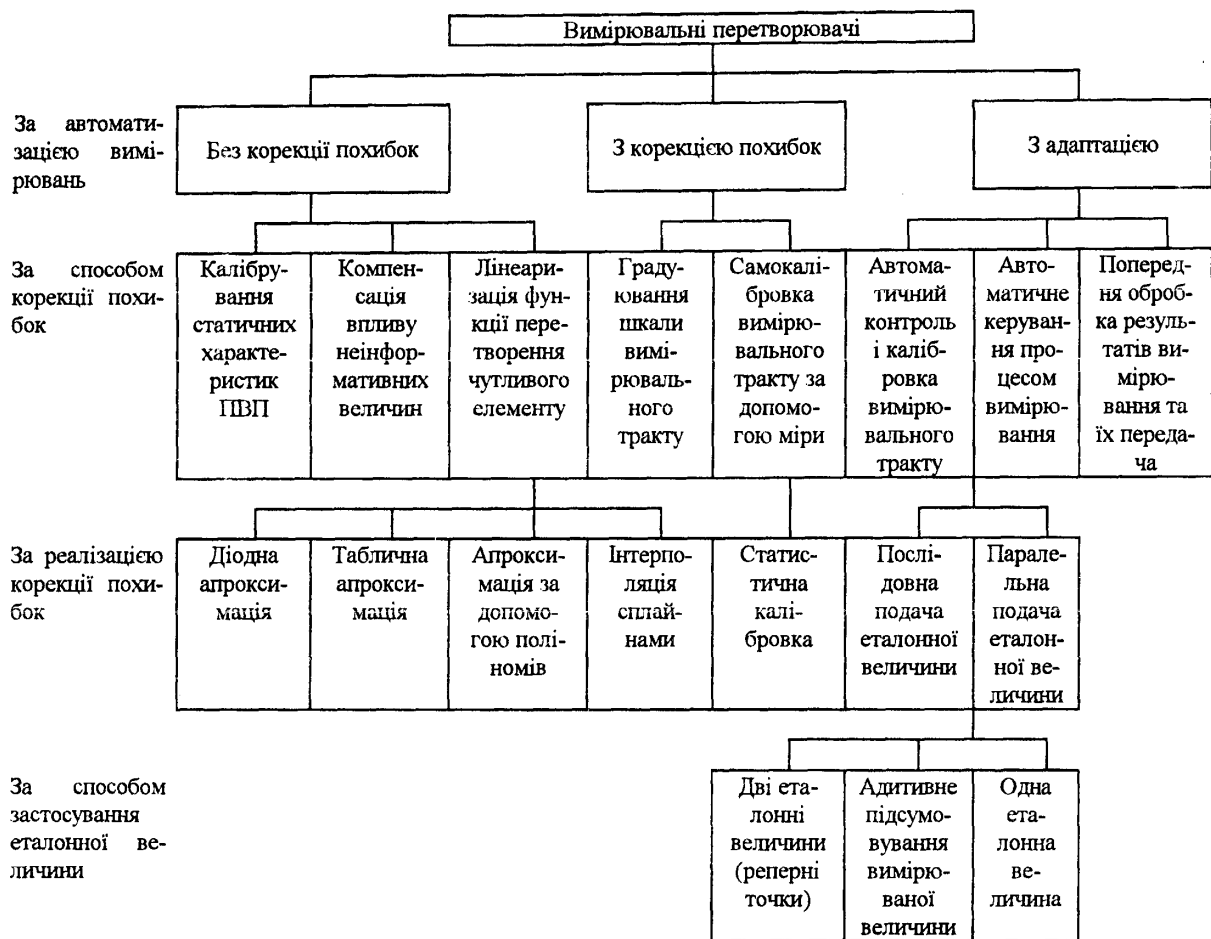 Вимірювальні перетворювачі
За автомати-
зацією вимі-
рювань
Без корекції похибок
З корекцією похибок
З адаптацією
За способом
корекції похи-
бок
Калібру-
вання
статичних
характе-
ристик
ПВП
Компен-
сація
впливу
неінфор-
мативних
величин
Лінеари-
зація фун-
кції пере-
творення
чутливого
елементу
Граду-
ювання
шкали
вимі-
рюваль-
ного
тракту
Самокалі-
бровка
вимірю-
вального
тракту за
допомо-
гою міри
Автома-
тичний
контроль
і каліб-
ровка
вимірю-
вального
тракту
Авто-
матичне
керуван-
ня про-
цесом
вимірю-
вання
Поперед-
ня оброб-
ка резуль-
татів ви-
мірю-
вання та
їх переда-
ча
За реалізацією
корекції похи-
бок
Діодна
апрокси-
мація
Таблична
апрокси-
мація
Апрокси-
мація за
допомо-
гою полі-
номів
Інтерпо-
ляція
сплай-
нами
Статис-
тична
калі-
бровка
Послі-
довна
подача
еталонної
величини
Парале-
льна
подача
еталон-
ної ве-
личини
За способом
застосування
еталонної ве-
личини
Дві ета-
лонні
величини
(реперні
точки)
Адитивне
підсумо-
вування
вимірю-
ваної
величини
Одна
ета-
лонна
ве-
личина